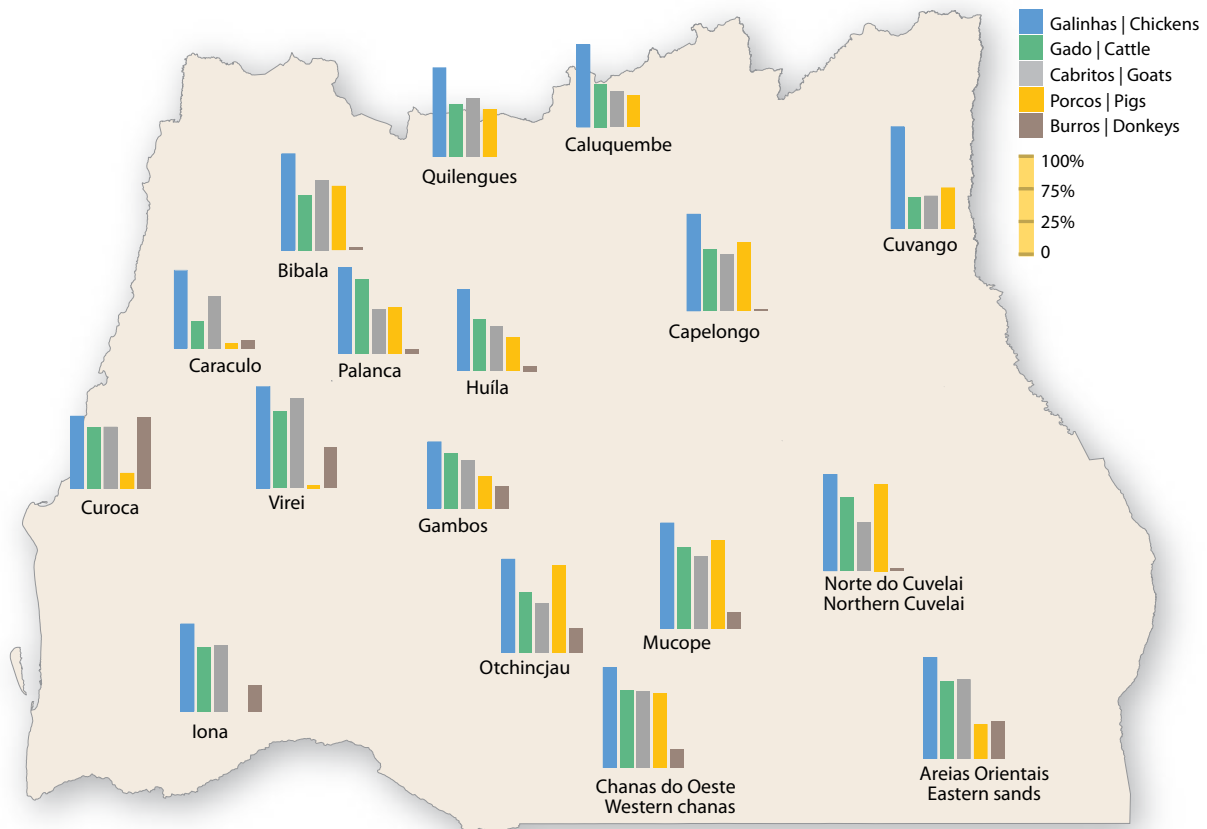 Galinhas | Chickens
Gado | Cattle
Cabritos | Goats
Porcos | Pigs
Burros | Donkeys
100%
75%
25%
0
Caluquembe
Quilengues
Cuvango
Bibala
Capelongo
Caraculo
Palanca
Huíla
Curoca
Virei
Gambos
Norte do Cuvelai
Northern Cuvelai
Mucope
Otchincjau
Iona
Chanas do Oeste
Western chanas
Areias Orientais
Eastern sands